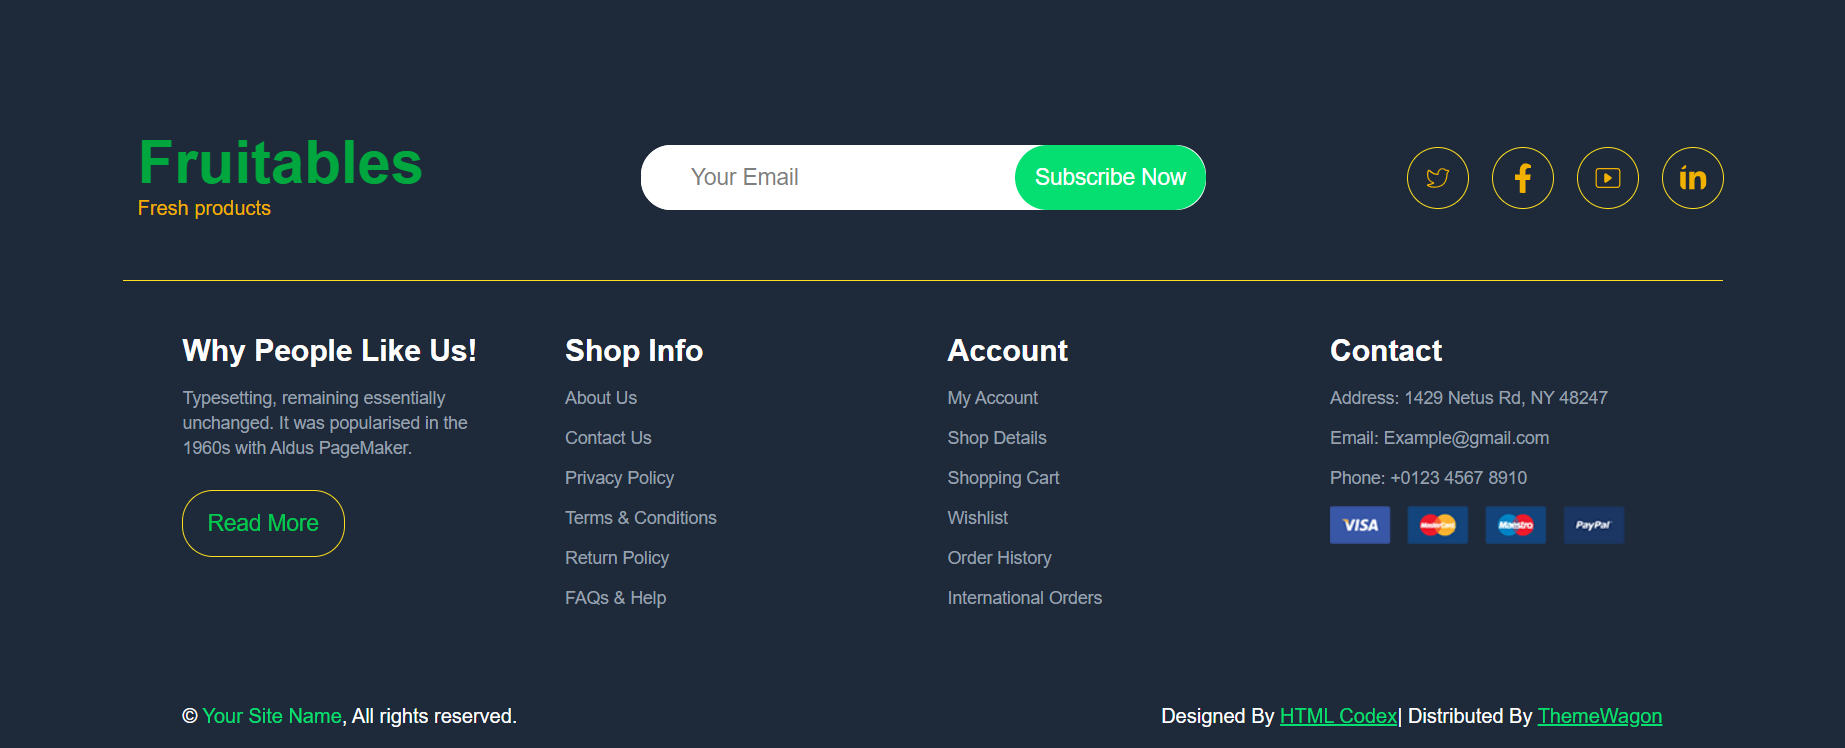 Fruitables
Fresh products
Your Email
Subscribe Now
Why People Like Us!
Typesetting, remaining essentially
unchanged. It was popularised in the
1960s with Aldus PageMaker.
Read More
Shop Info
About Us
Contact Us
Privacy Policy
Terms & Conditions
Return Policy
FAQs & Help
Account
My Account
Shop Details
Shopping Cart
Wishlist
Order History
International Orders
Contact
Address: 1429 Netus Rd, NY 48247
Email: Example@gmail.com
Phone: +0123 4567 8910
VISA MasterCard Maestro PayPal
© Your Site Name, All rights reserved.
Designed By HTML Codex| Distributed By ThemeWagon